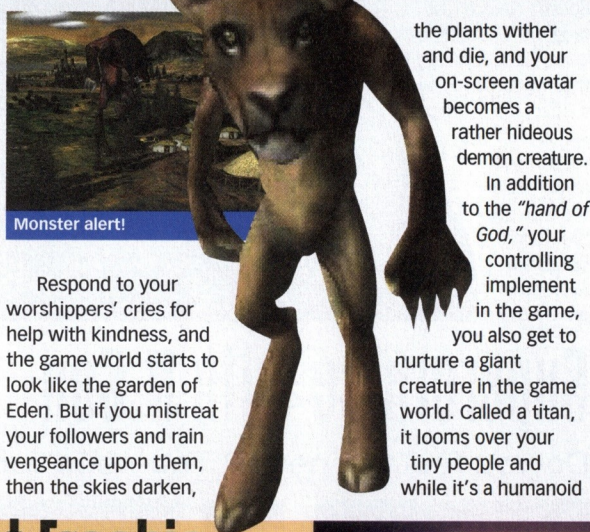 Monster alert!
Respond to your
worshippers' cries for
help with kindness, and
the game world starts to
look like the garden of
Eden. But if you mistreat
your followers and rain
vengeance upon them,
then the skies darken,
the plants wither
and die, and your
on-screen avatar
becomes a
rather hideous
demon creature.
In addition
to the "hand of
God," your
controlling
implement
in the game,
you also get to
nurture a giant
creature in the game
world. Called a titan,
it looms over your
tiny people and
while it's a humanoid